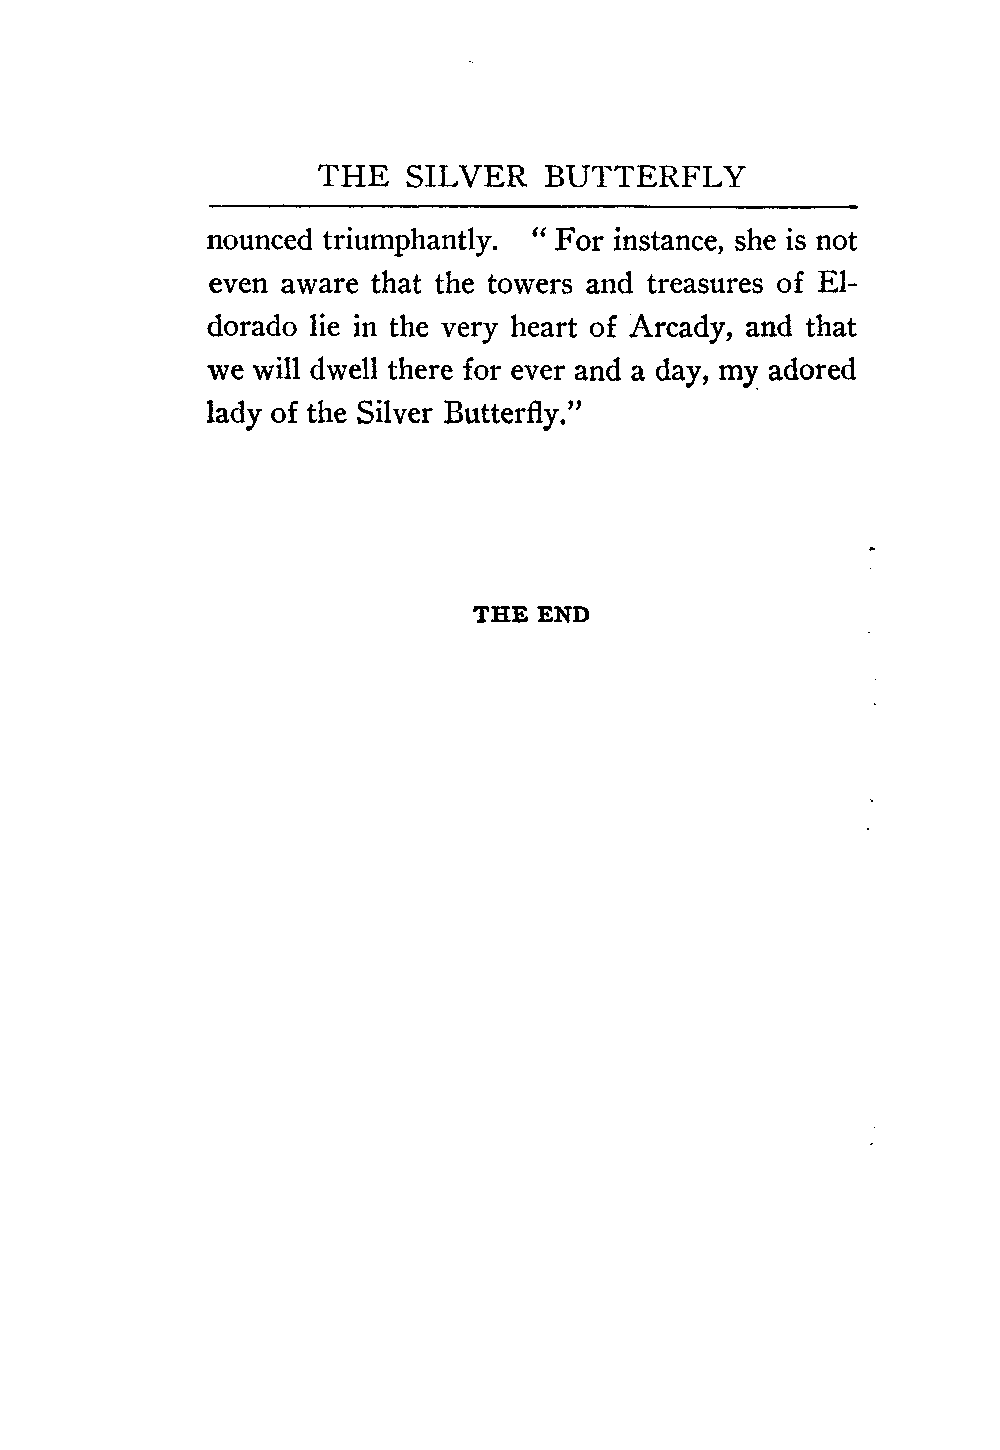 THE SILVER BUTTERFLY
nounced triumphantly. “ For instance, she is not
even aware that the towers and treasures of El-
dorado lie in the very heart of Arcady, and that
we will dwell there for ever and a day, my adored
lady of the Silver Butterfly.”
THE END